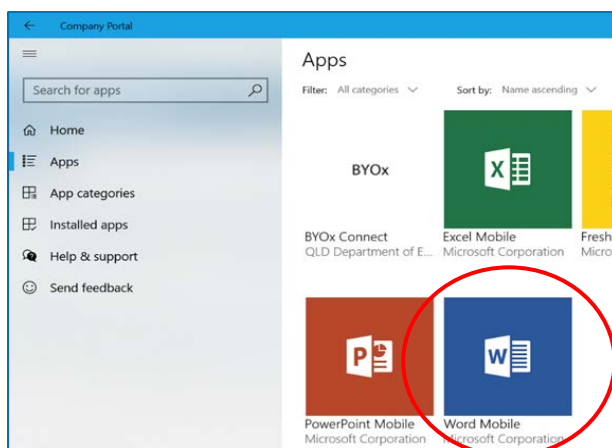 Company Portal
Search for apps
Home
Apps
App categories
Installed apps
Help & support
Send feedback
Apps
Filter: All categories Sort by: Name ascending
BYOx
X
BYOx Connect Excel Mobile Fresh
QLD Department of E... Microsoft Corporation Micro
P W
PowerPoint Mobile Word Mobile
Microsoft Corporation Microsoft Corporation